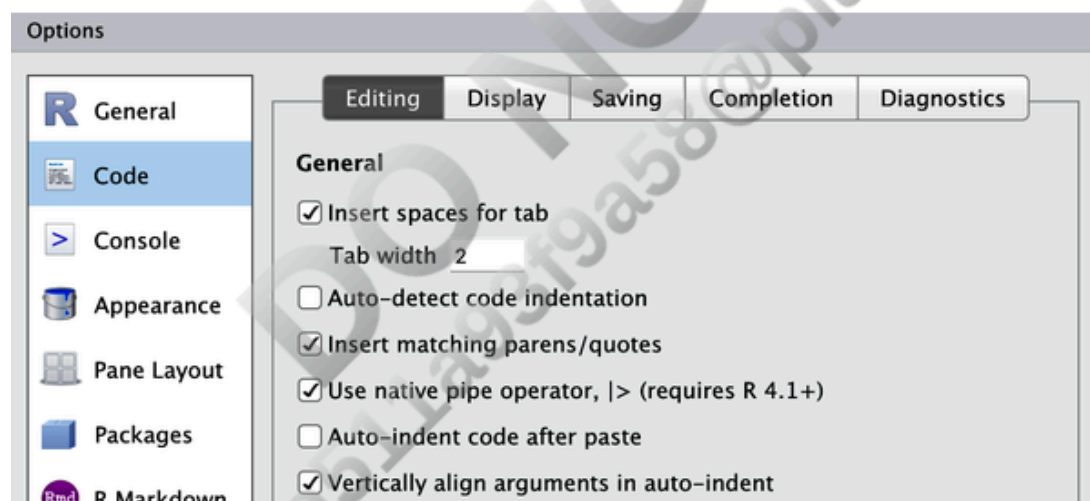 Options
General
Code
Console
Appearance
Pane Layout
Packages
R Markdown
Editing Display Saving Completion Diagnostics
General
Insert spaces for tab
Tab width 2
Auto-detect code indentation
Insert matching parens/quotes
Use native pipe operator, |> (requires R 4.1+)
Auto-indent code after paste
Vertically align arguments in auto-indent